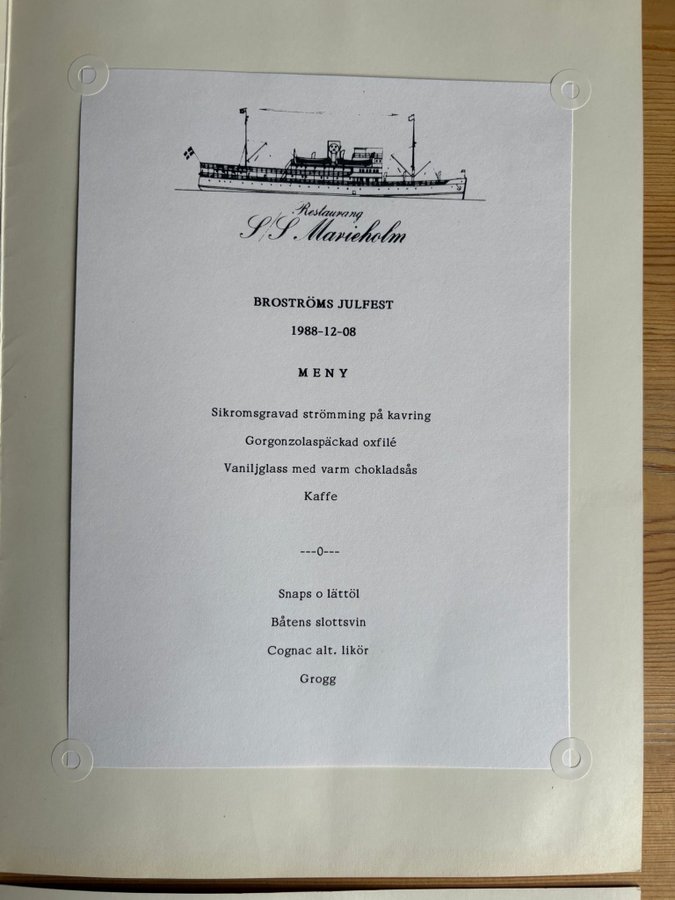 Restaurang
S/S Marieholm
BROSTRÖMS JULFEST
1988-12-08
MENY
Sikromsgravad strömming på kavring
Gorgonzolaspäckad oxfilé
Vaniljglass med varm chokladsås
Kaffe
---0---
Snaps o lättöl
Båtens slottsvin
Cognac alt. likör
Grogg